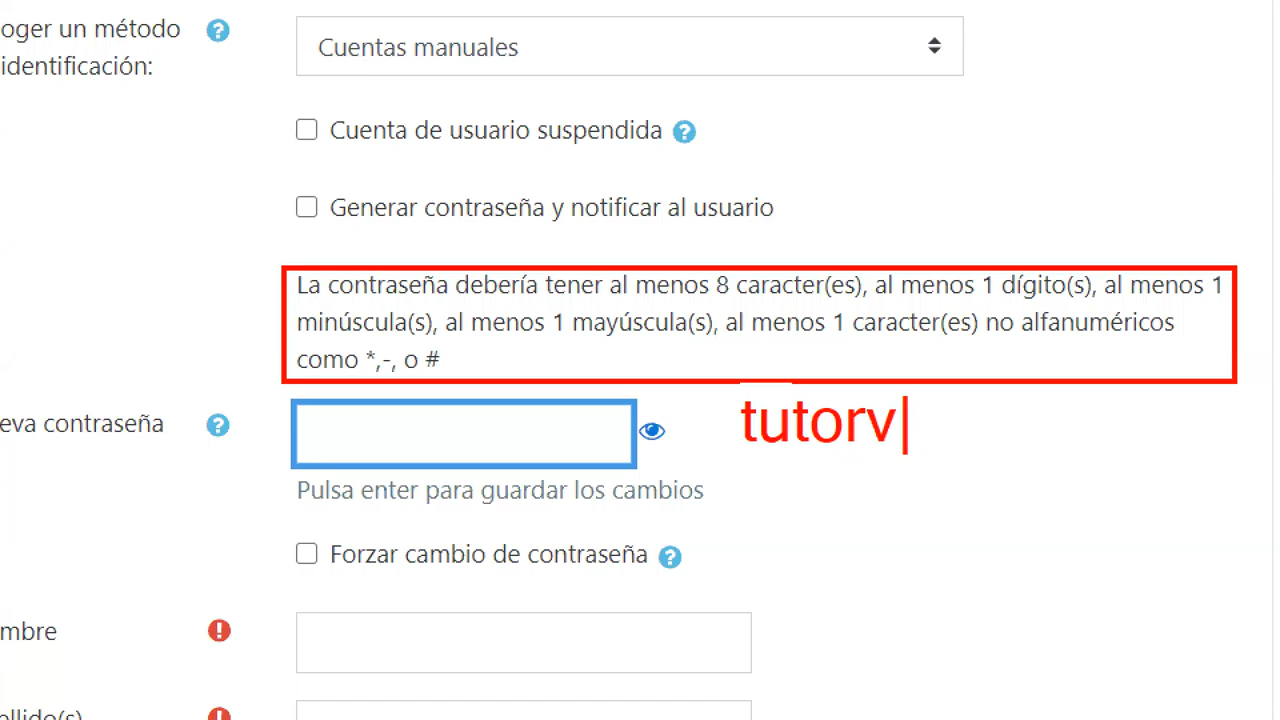 oger un método
identificación:
Cuentas manuales
Cuenta de usuario suspendida
Generar contraseña y notificar al usuario
La contraseña debería tener al menos 8 caracter(es), al menos 1 dígito(s), al menos 1
minúscula(s), al menos 1 mayúscula(s), al menos 1 caracter(es) no alfanuméricos
como *,-, o #
eva contraseña
tutorv
Pulsa enter para guardar los cambios
Forzar cambio de contraseña
mbre
ellido(s)